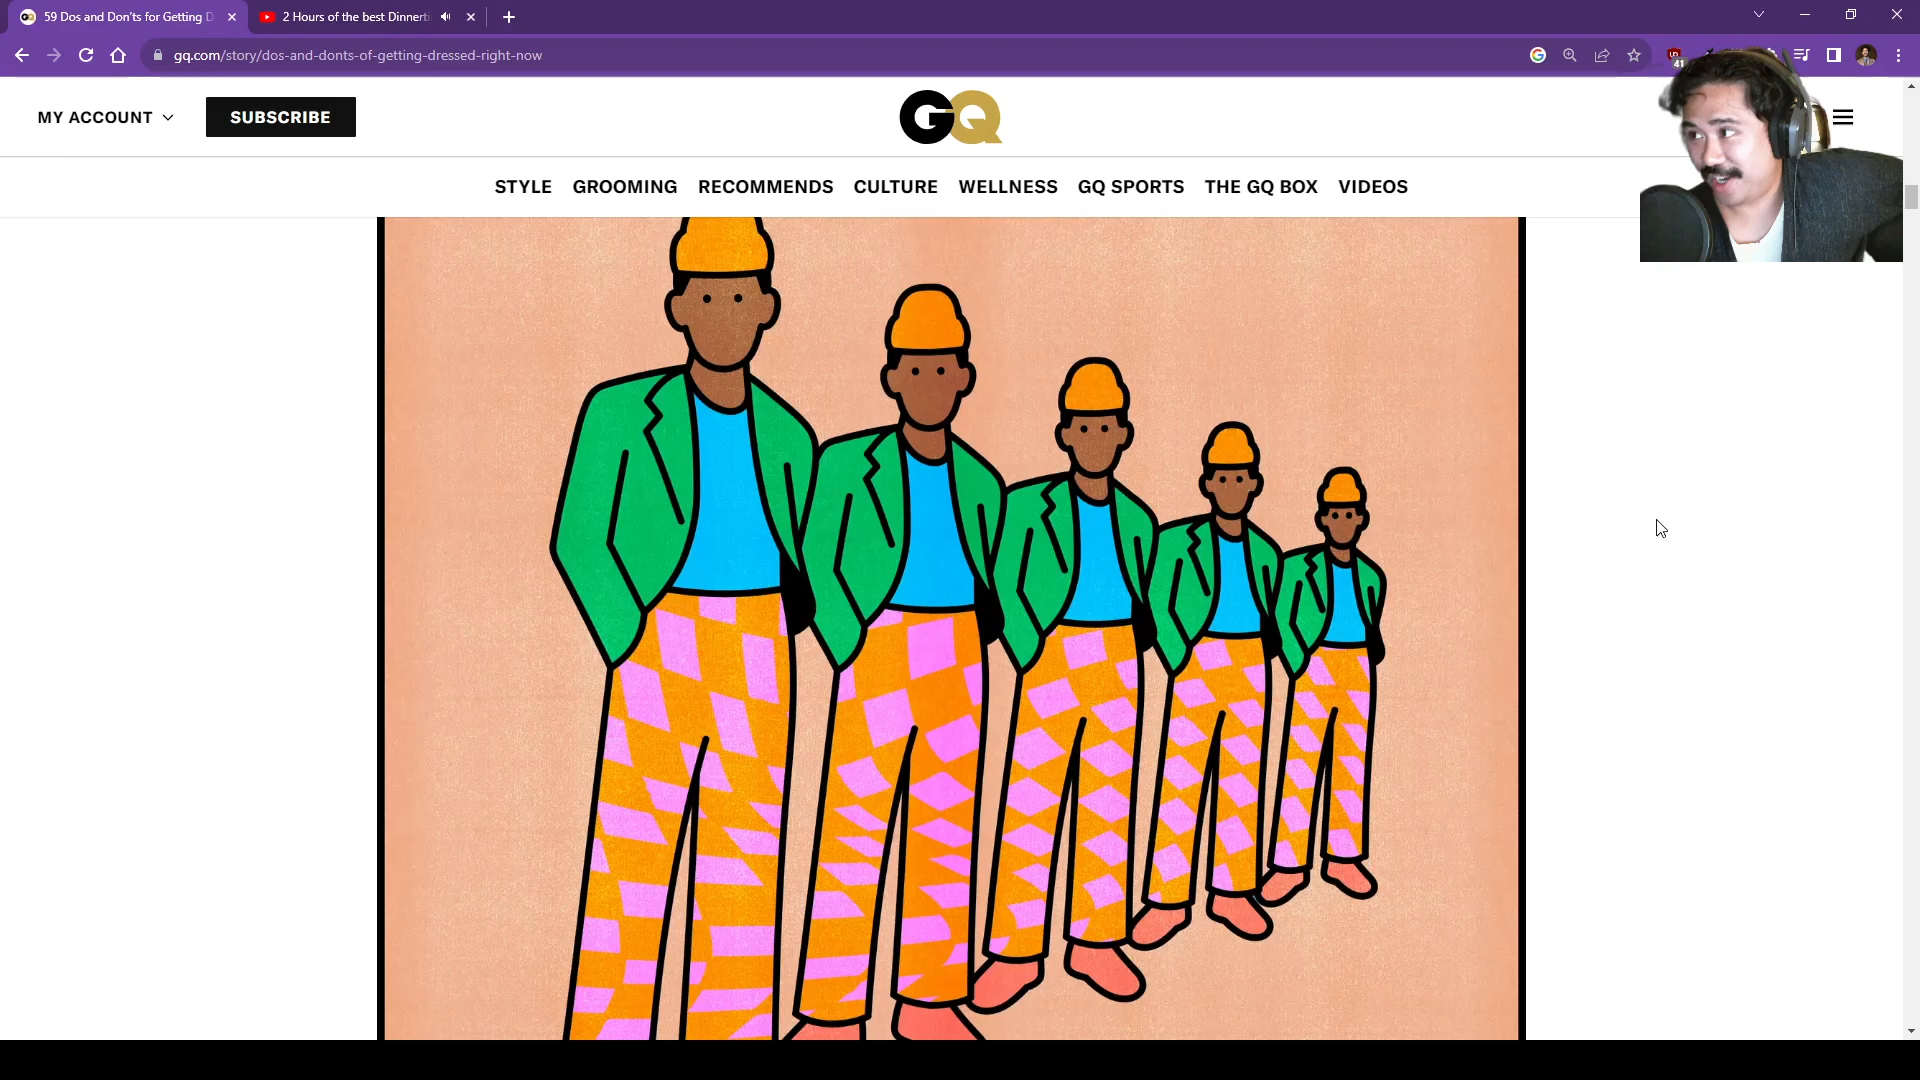 59 Dos and Don'ts for Getting D
2 Hours of the best Dinnerti
gq.com/story/dos-and-donts-of-getting-dressed-right-now
41
MY ACCOUNT
SUBSCRIBE
GQ
STYLE GROOMING RECOMMENDS CULTURE WELLNESS GQ SPORTS THE GQ BOX VIDEOS